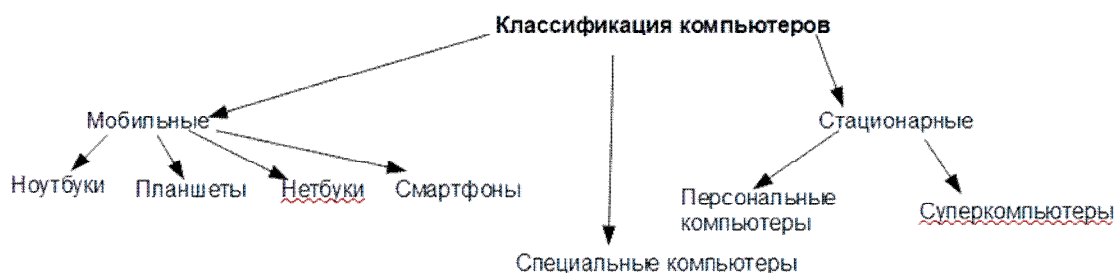 Классификация компьютеров
Мобильные
Стационарные
Ноутбуки
Планшеты
Нетбуки
Смартфоны
Персональные
компьютеры
Суперкомпьютеры
Специальные компьютеры